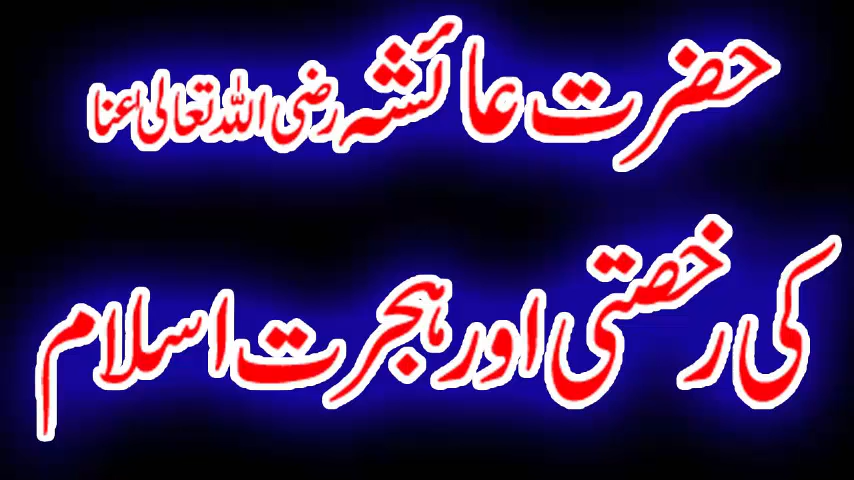 حضرت عائشہ رضی اللہ تعالیٰ عنا
کی رخصتی اور ہجرت اسلام